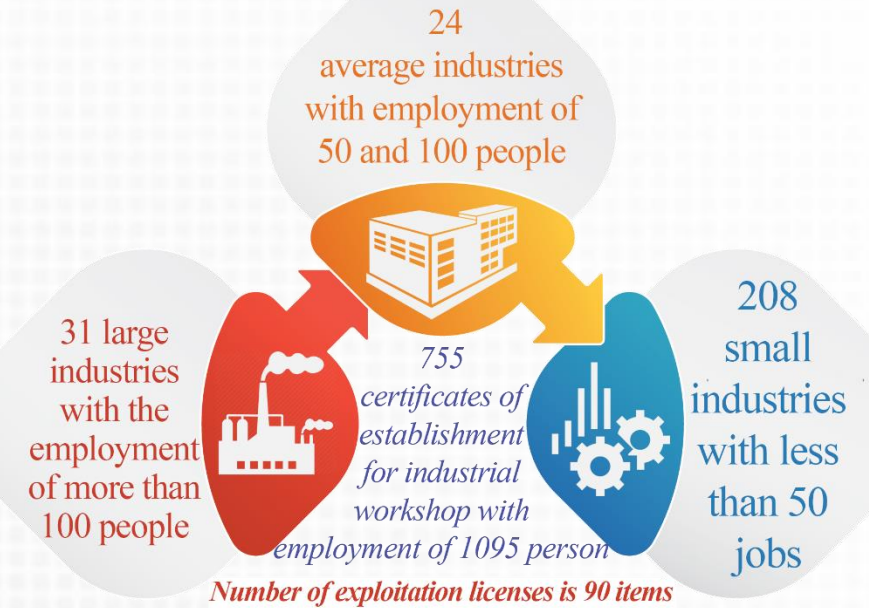 24
average industries
with employment of
50 and 100 people
31 large
industries
with the
employment
of more than
100 people
755
certificates of
establishment
for industrial
workshop with
employment of 1095 person
208
small
industries
with less
than 50
jobs
Number of exploitation licenses is 90 items